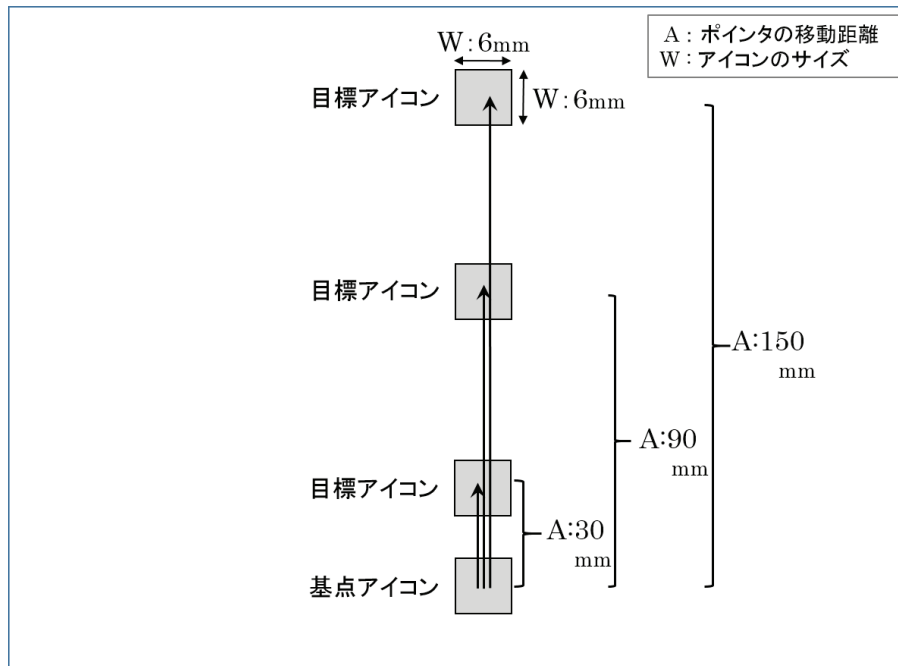 A : ポインタの移動距離
W : アイコンのサイズ
W : 6mm
目標アイコン
W : 6mm
目標アイコン
A:150
mm
A:90
mm
目標アイコン
A:30
mm
基点アイコン